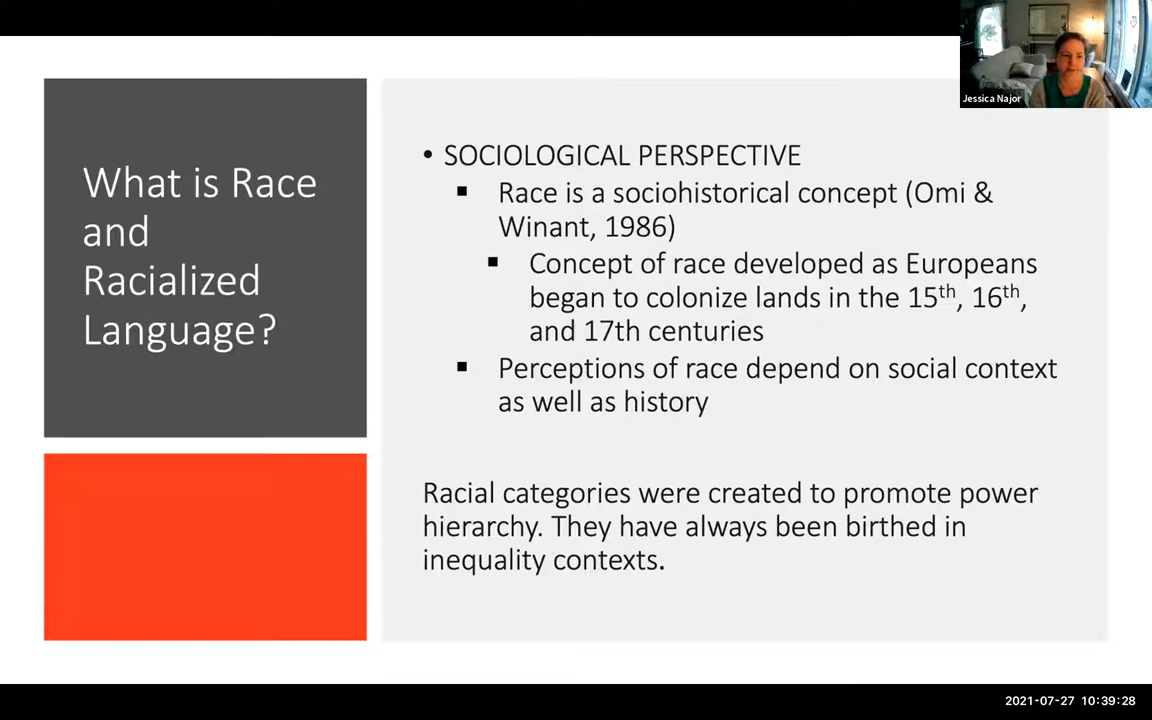 Jessica Najor
What is Race
and
Racialized
Language?
• SOCIOLOGICAL PERSPECTIVE
▪ Race is a sociohistorical concept (Omi &
Winant, 1986)
▪ Concept of race developed as Europeans
began to colonize lands in the 15th, 16th,
and 17th centuries
▪ Perceptions of race depend on social context
as well as history
Racial categories were created to promote power
hierarchy. They have always been birthed in
inequality contexts.
2021-07-27 10:39:28